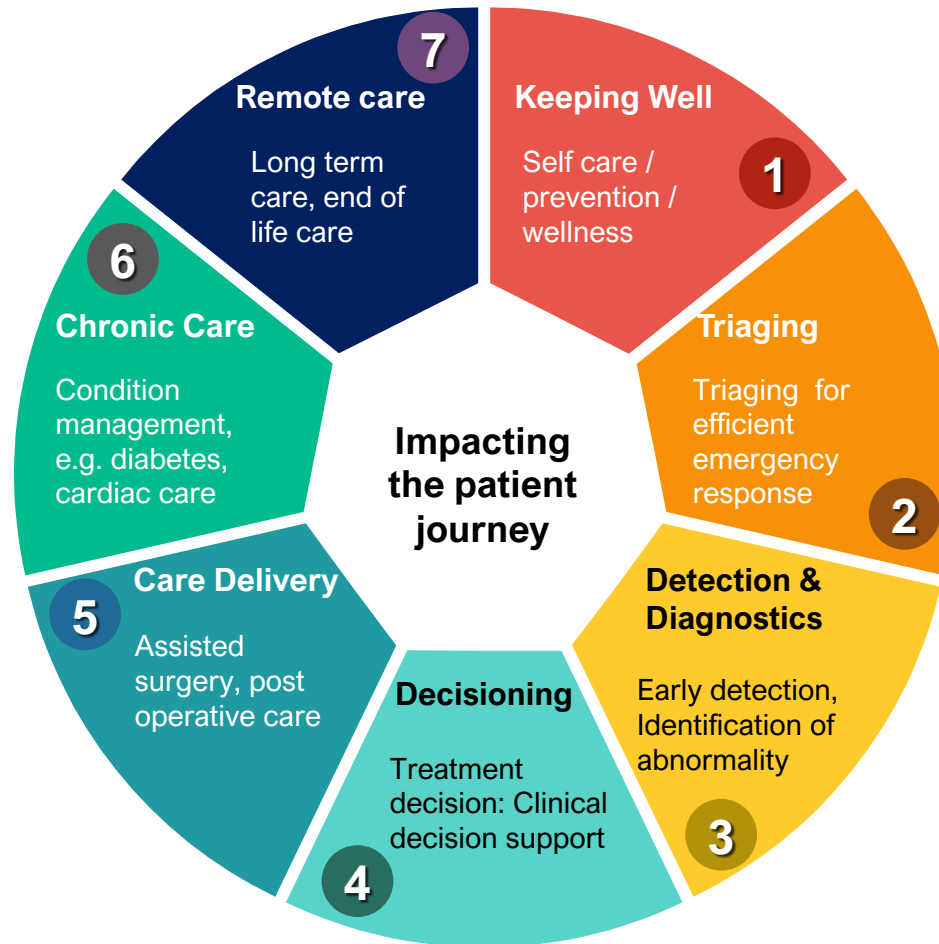 1
Keeping Well
Self care /
prevention /
wellness
2
Triaging
Triaging  for
efficient
emergency
response
3
Detection &
Diagnostics
Early detection,
Identification of
abnormality
4
Decisioning
Treatment
decision: Clinical
decision support
5
Care Delivery
Assisted
surgery, post
operative care
6
Chronic Care
Condition
management,
e.g. diabetes,
cardiac care
7
Remote care
Long term
care, end of
life care
Impacting
the patient
journey